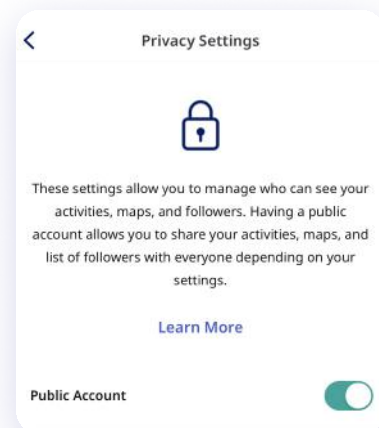 Privacy Settings
These settings allow you to manage who can see your
activities, maps, and followers. Having a public
account allows you to share your activities, maps, and
list of followers with everyone depending on your
settings.
Learn More
Public Account